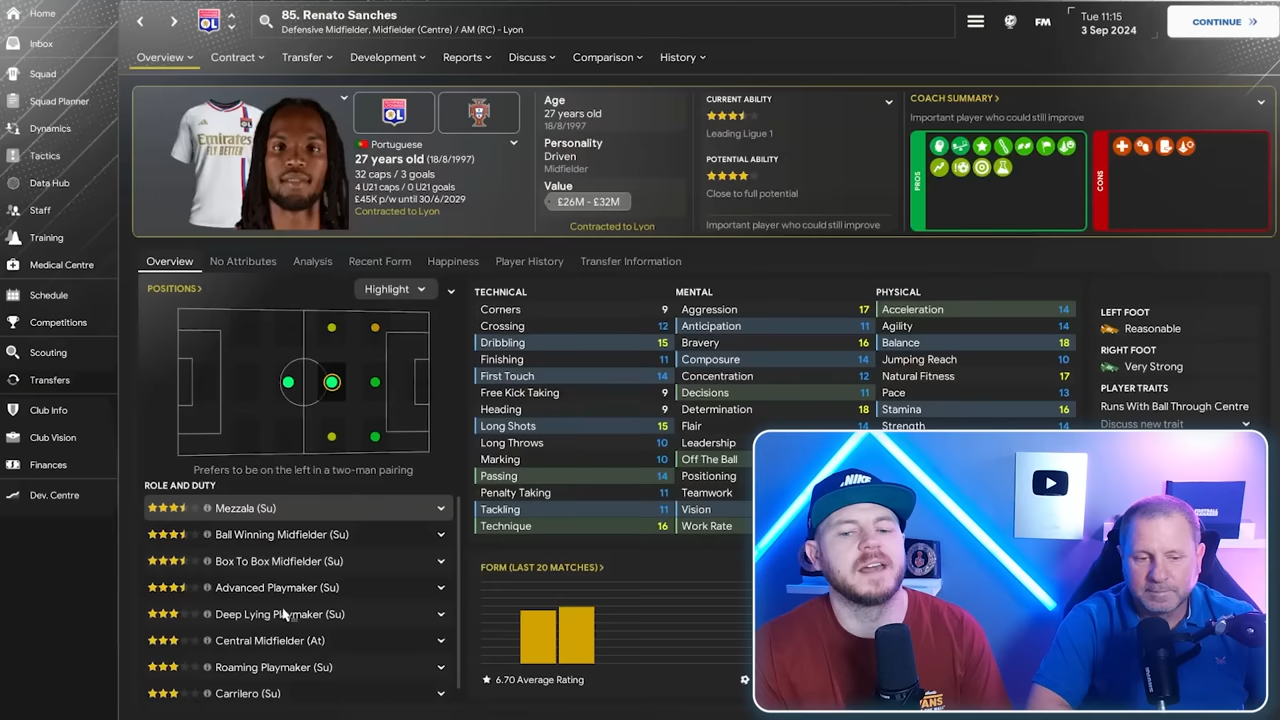 Home
Inbox
Squad
Squad Planner
Dynamics
Tactics
Data Hub
Staff
Training
Medical Centre
Schedule
Competitions
Scouting
Transfers
Club Info
Club Vision
Finances
Dev. Centre
85. Renato Sanches
Defensive Midfielder, Midfielder (Centre) / AM (RC) - Lyon
FM
Tue 11:15
3 Sep 2024
CONTINUE
Overview
Contract
Transfer
Development
Reports
Discuss
Comparison
History
Emirates
FLY BETTER
Portuguese
27 years old (18/8/1997)
32 caps / 3 goals
4 U21 caps / 0 U21 goals
£45K p/w until 30/6/2029
Contracted to Lyon
Age
27 years old
18/8/1997
Personality
Driven
Midfielder
Value
£26M - £32M
Contracted to Lyon
CURRENT ABILITY
Leading Ligue 1
POTENTIAL ABILITY
Close to full potential
Important player who could still improve
COACH SUMMARY
Important player who could still improve
PROS
CONS
Overview
No Attributes
Analysis
Recent Form
Happiness
Player History
Transfer Information
POSITIONS
Highlight
Prefers to be on the left in a two-man pairing
ROLE AND DUTY
Mezzala (Su)
Ball Winning Midfielder (Su)
Box To Box Midfielder (Su)
Advanced Playmaker (Su)
Deep Lying Playmaker (Su)
Central Midfielder (At)
Roaming Playmaker (Su)
Carrilero (Su)
TECHNICAL
Corners 9
Crossing 12
Dribbling 15
Finishing 11
First Touch 14
Free Kick Taking 9
Heading 9
Long Shots 15
Long Throws 10
Marking 10
Passing 14
Penalty Taking 11
Tackling 11
Technique 16
MENTAL
Aggression 17
Anticipation 11
Bravery 16
Composure 14
Concentration 12
Decisions 11
Determination 18
Flair 14
Leadership
Off The Ball
Positioning
Teamwork
Vision
Work Rate
PHYSICAL
Acceleration 14
Agility 14
Balance 18
Jumping Reach 10
Natural Fitness 17
Pace 13
Stamina 16
Strength 14
LEFT FOOT
Reasonable
RIGHT FOOT
Very Strong
PLAYER TRAITS
Runs With Ball Through Centre
Discuss new trait
FORM (LAST 20 MATCHES)
6.70 Average Rating